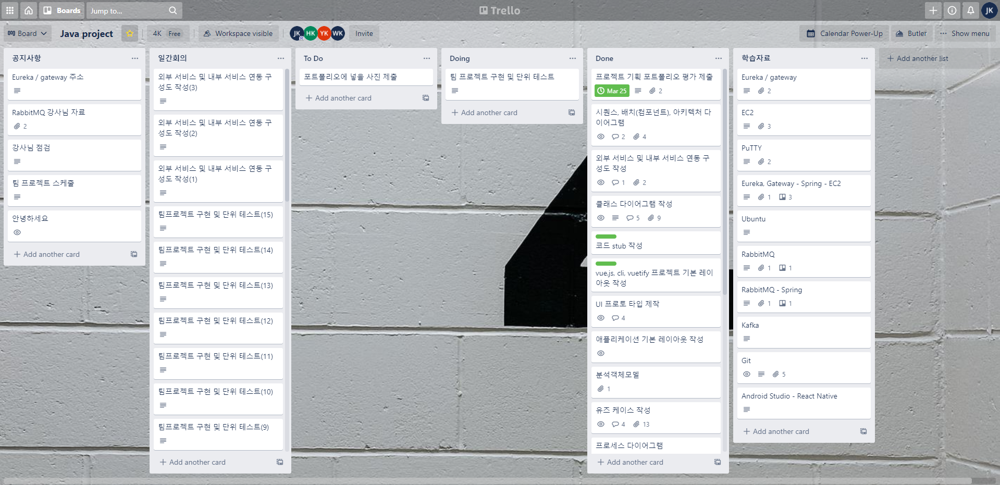 Boards
Jump to...
Trello
JK
Board
Java project
4K Free
Workspace visible
JK
HK
YK
WK
Invite
Calendar Power-Up
Butler
Show menu
공지사항
Eureka / gateway 주소
RabbitMQ 강사님 자료
2
강사님 점검
팀 프로젝트 스케줄
안녕하세요
Add another card
일간회의
외부 서비스 및 내부 서비스 연동 구
성도 작성(3)
외부 서비스 및 내부 서비스 연동 구
성도 작성(2)
외부 서비스 및 내부 서비스 연동 구
성도 작성(1)
팀프로젝트 구현 및 단위 테스트(15)
팀프로젝트 구현 및 단위 테스트(14)
팀프로젝트 구현 및 단위 테스트(13)
팀프로젝트 구현 및 단위 테스트(12)
팀프로젝트 구현 및 단위 테스트(11)
팀프로젝트 구현 및 단위 테스트(10)
팀프로젝트 구현 및 단위 테스트(9)
Add another card
To Do
포트폴리오에 넣을 사진 제출
Add another card
Doing
팀 프로젝트 구현 및 단위 테스트
Add another card
Done
프로젝트 기획 포트폴리오 평가 제출
Mar 25 2
시퀀스, 배치(컴포넌트), 아키텍처 다
이어그램
2 4
외부 서비스 및 내부 서비스 연동 구
성도 작성
1 2
클래스 다이어그램 작성
5 9
코드 stub 작성
vue.js, cli, vuetify 프로젝트 기본 레이
아웃 작성
UI 프로토 타입 제작
4
애플리케이션 기본 레이아웃 작성
분석객체모델
1
유즈 케이스 작성
4 13
프로세스 다이어그램
Add another card
학습자료
Eureka / gateway
2
EC2
3
PuTTY
2
Eureka, Gateway - Spring - EC2
1 3
Ubuntu
RabbitMQ
1 1
RabbitMQ - Spring
1 1
Kafka
Git
5
Android Studio - React Native
Add another card
Add another list